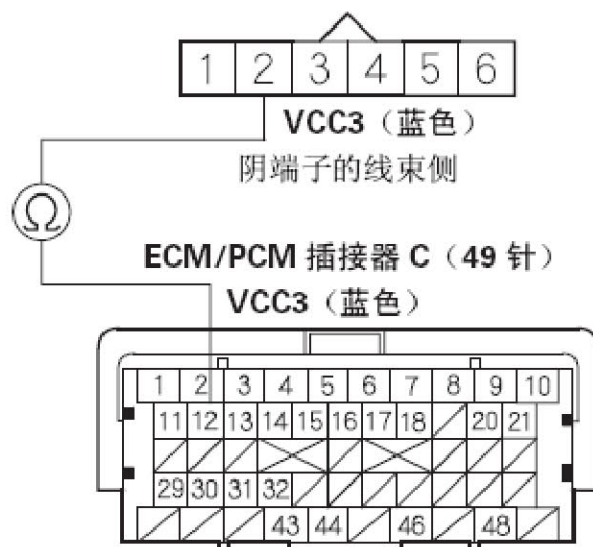 1 2 3 4 5 6
VCC3（蓝色）
阴端子的线束侧
Ω
ECM/PCM 插接器 C（49 针）
VCC3（蓝色）
1 2 3 4 5 6 7 8 9 10
11 12 13 14 15 16 17 18 20 21
29 30 31 32
43 44 46 48